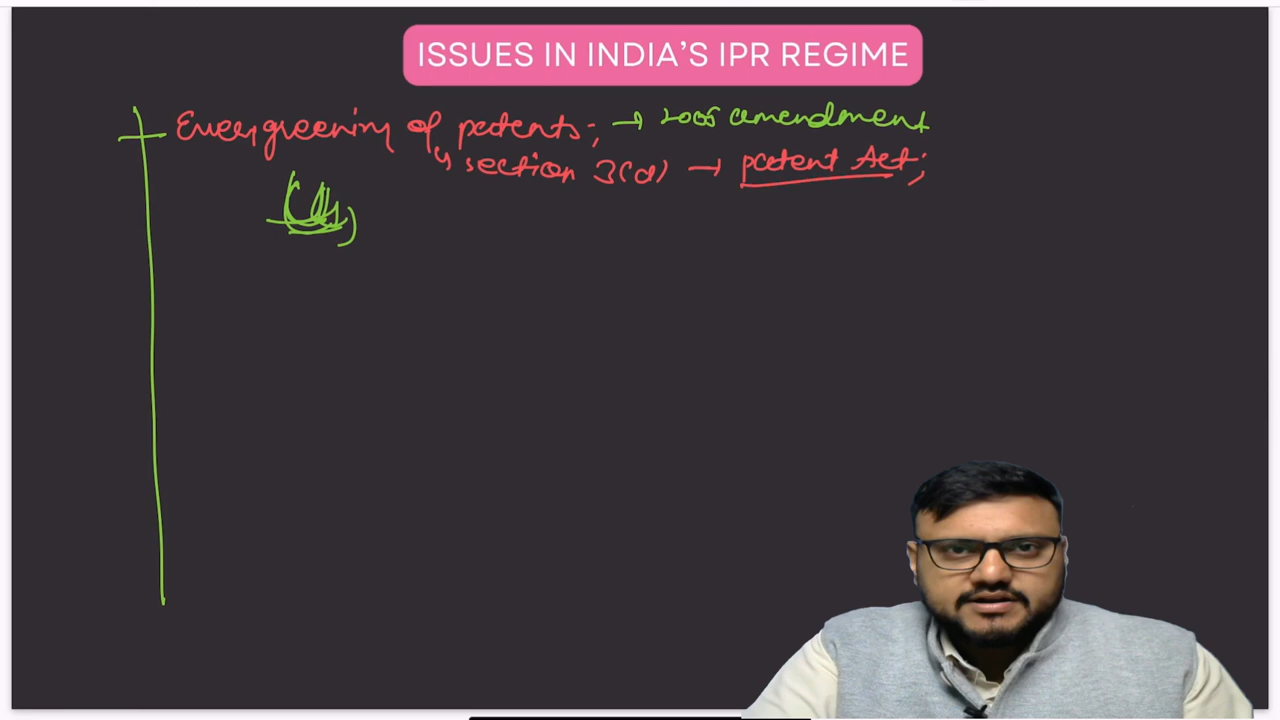 ISSUES IN INDIA'S IPR REGIME
Evergreening of patents; → 2005 amendment
↳ section 3(d) → patent Act;